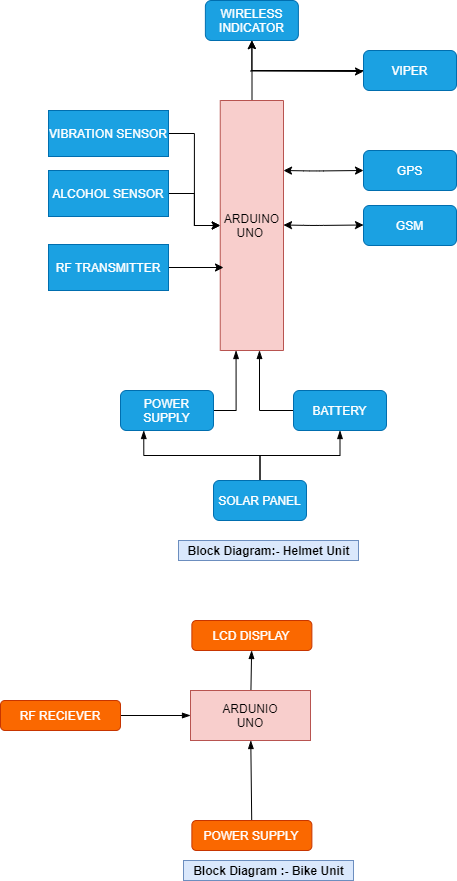 WIRELESS
INDICATOR
VIPER
VIBRATION SENSOR
ALCOHOL SENSOR
RF TRANSMITTER
ARDUINO
UNO
GPS
GSM
POWER
SUPPLY
BATTERY
SOLAR PANEL
Block Diagram:- Helmet Unit
LCD DISPLAY
RF RECIEVER
ARDUNIO
UNO
POWER SUPPLY
Block Diagram :- Bike Unit